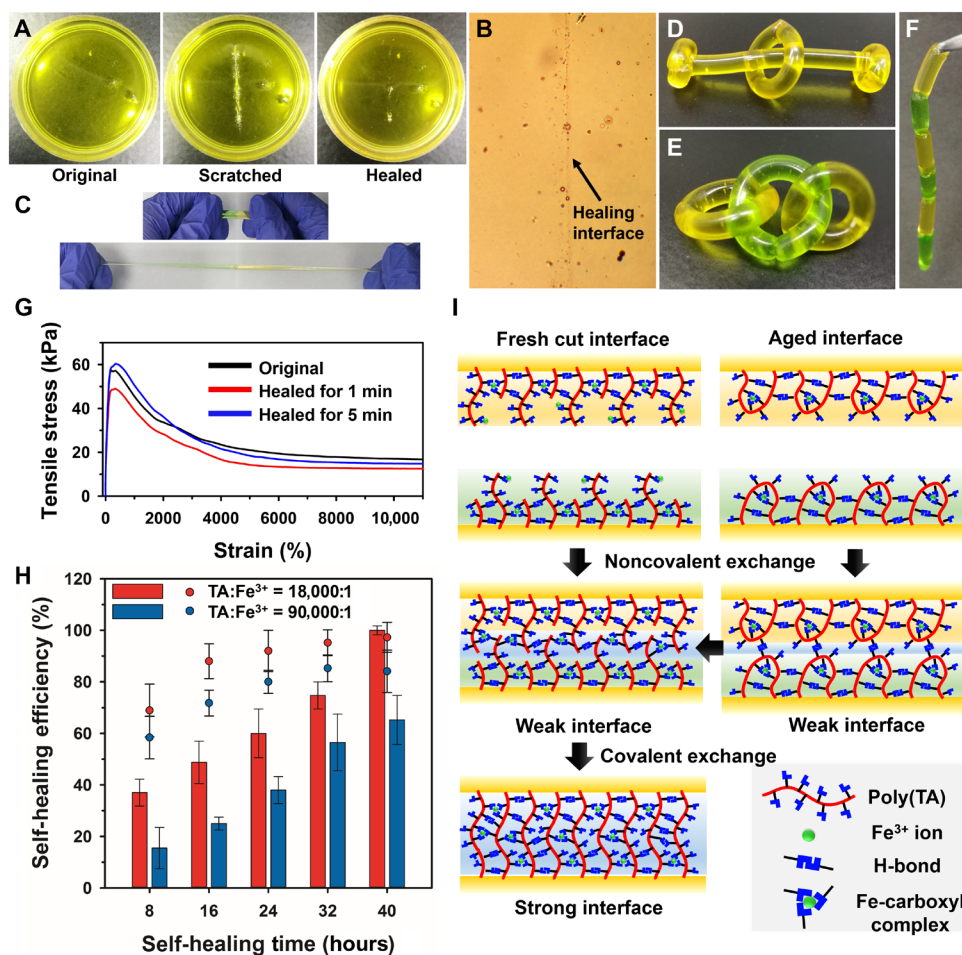 A
Original
Scratched
Healed
B
Healing
interface
C
D
E
F
G
Tensile stress (kPa)
60
40
20
0
Original
Healed for 1 min
Healed for 5 min
0
2000
4000
6000
8000
10,000
Strain (%)
H
Self-healing efficiency (%)
120
100
80
60
40
20
0
TA:Fe³⁺ = 18,000:1
TA:Fe³⁺ = 90,000:1
8
16
24
32
40
Self-healing time (hours)
I
Fresh cut interface
Aged interface
Noncovalent exchange
Weak interface
Weak interface
Covalent exchange
Strong interface
Poly(TA)
Fe³⁺ ion
H-bond
Fe-carboxyl
complex